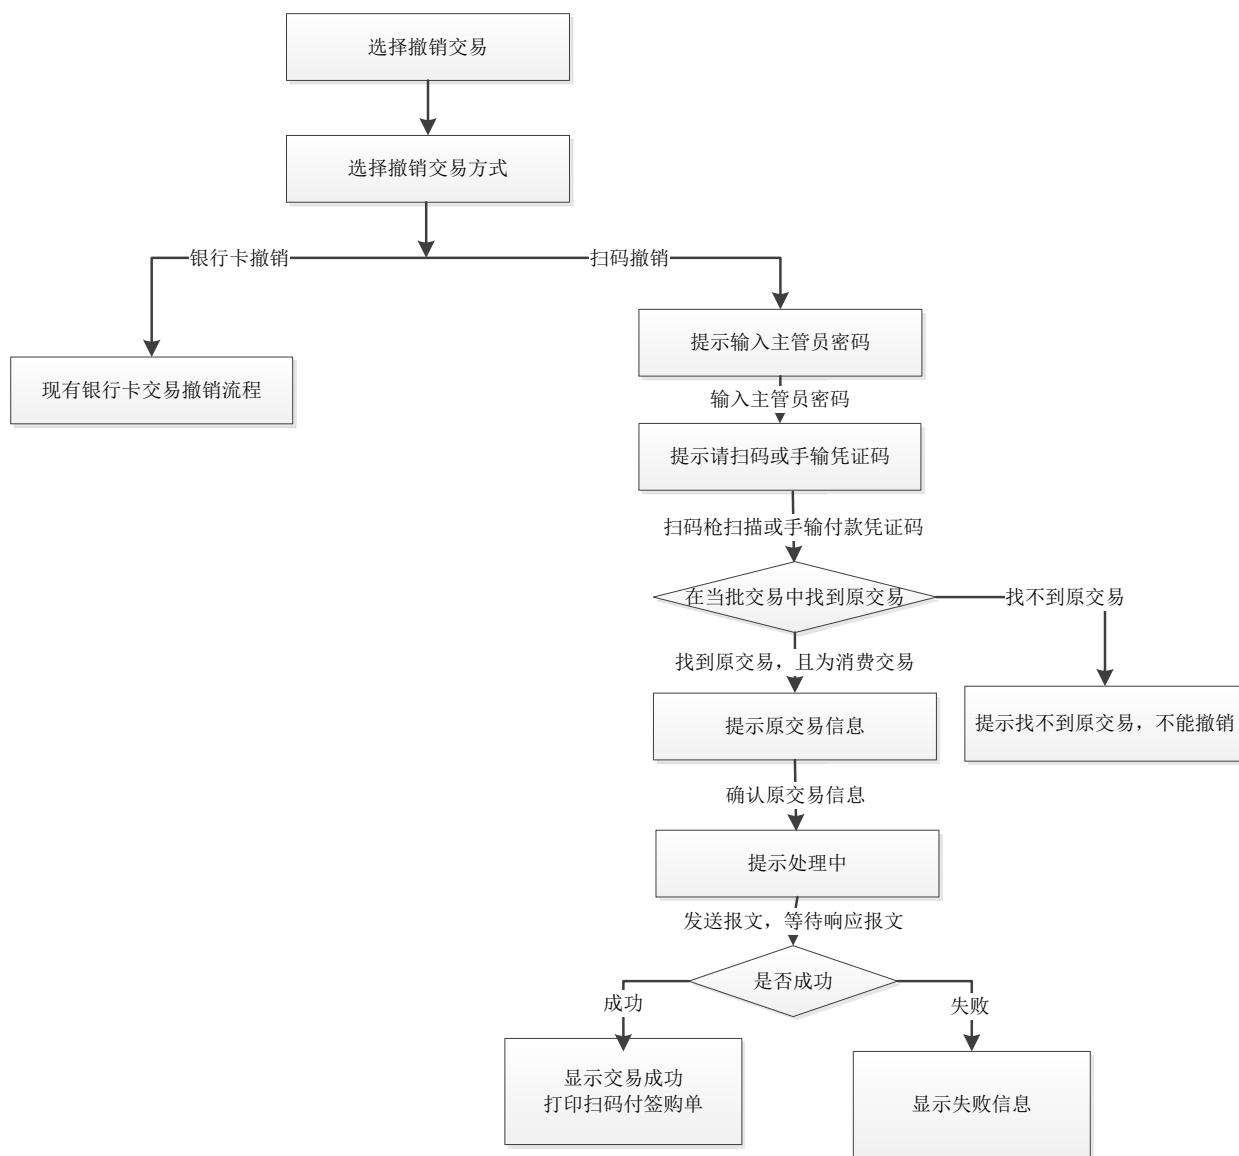 选择撤销交易
选择撤销交易方式
银行卡撤销
扫码撤销
提示输入主管员密码
现有银行卡交易撤销流程
输入主管员密码
提示请扫码或手输凭证码
扫码枪扫描或手输付款凭证码
在当批交易中找到原交易
找不到原交易
找到原交易，且为消费交易
提示原交易信息
提示找不到原交易，不能撤销
确认原交易信息
提示处理中
发送报文，等待响应报文
是否成功
成功
失败
显示交易成功
打印扫码付签购单
显示失败信息